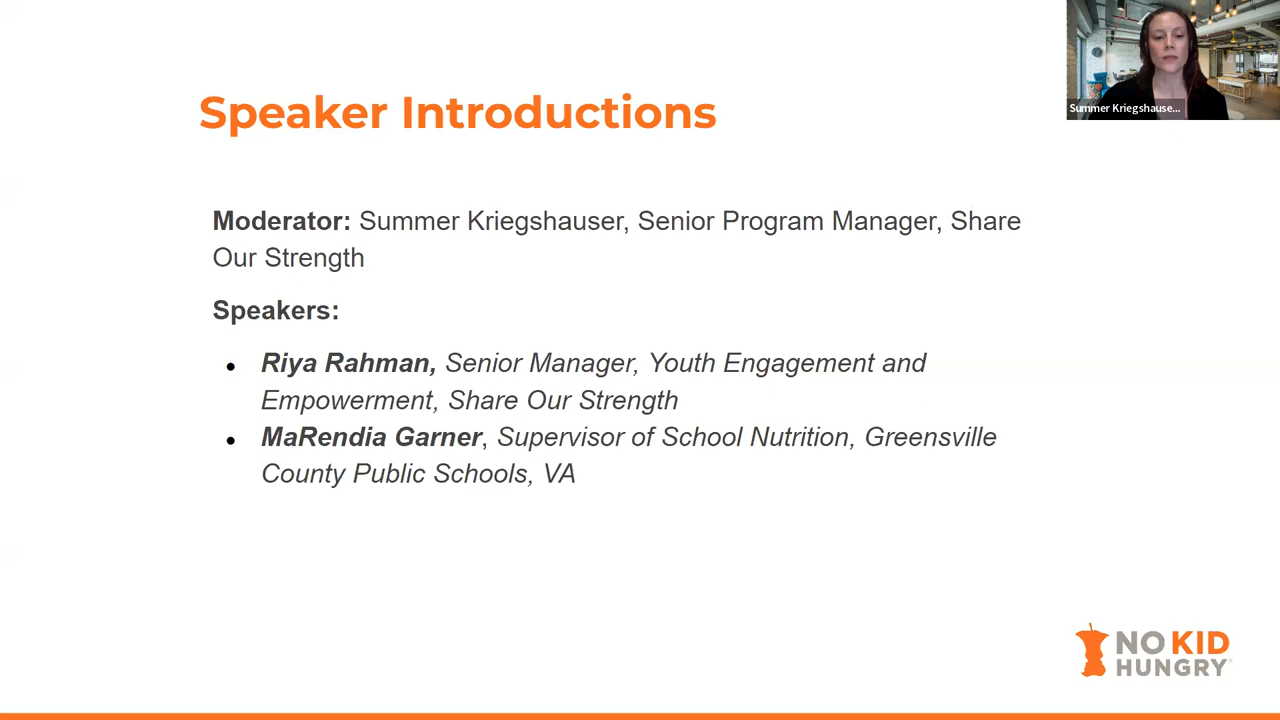 Summer Kriegshause...
Speaker Introductions
Moderator: Summer Kriegshauser, Senior Program Manager, Share
Our Strength
Speakers:
● Riya Rahman, Senior Manager, Youth Engagement and
Empowerment, Share Our Strength
● MaRendia Garner, Supervisor of School Nutrition, Greensville
County Public Schools, VA
NO KID
HUNGRY